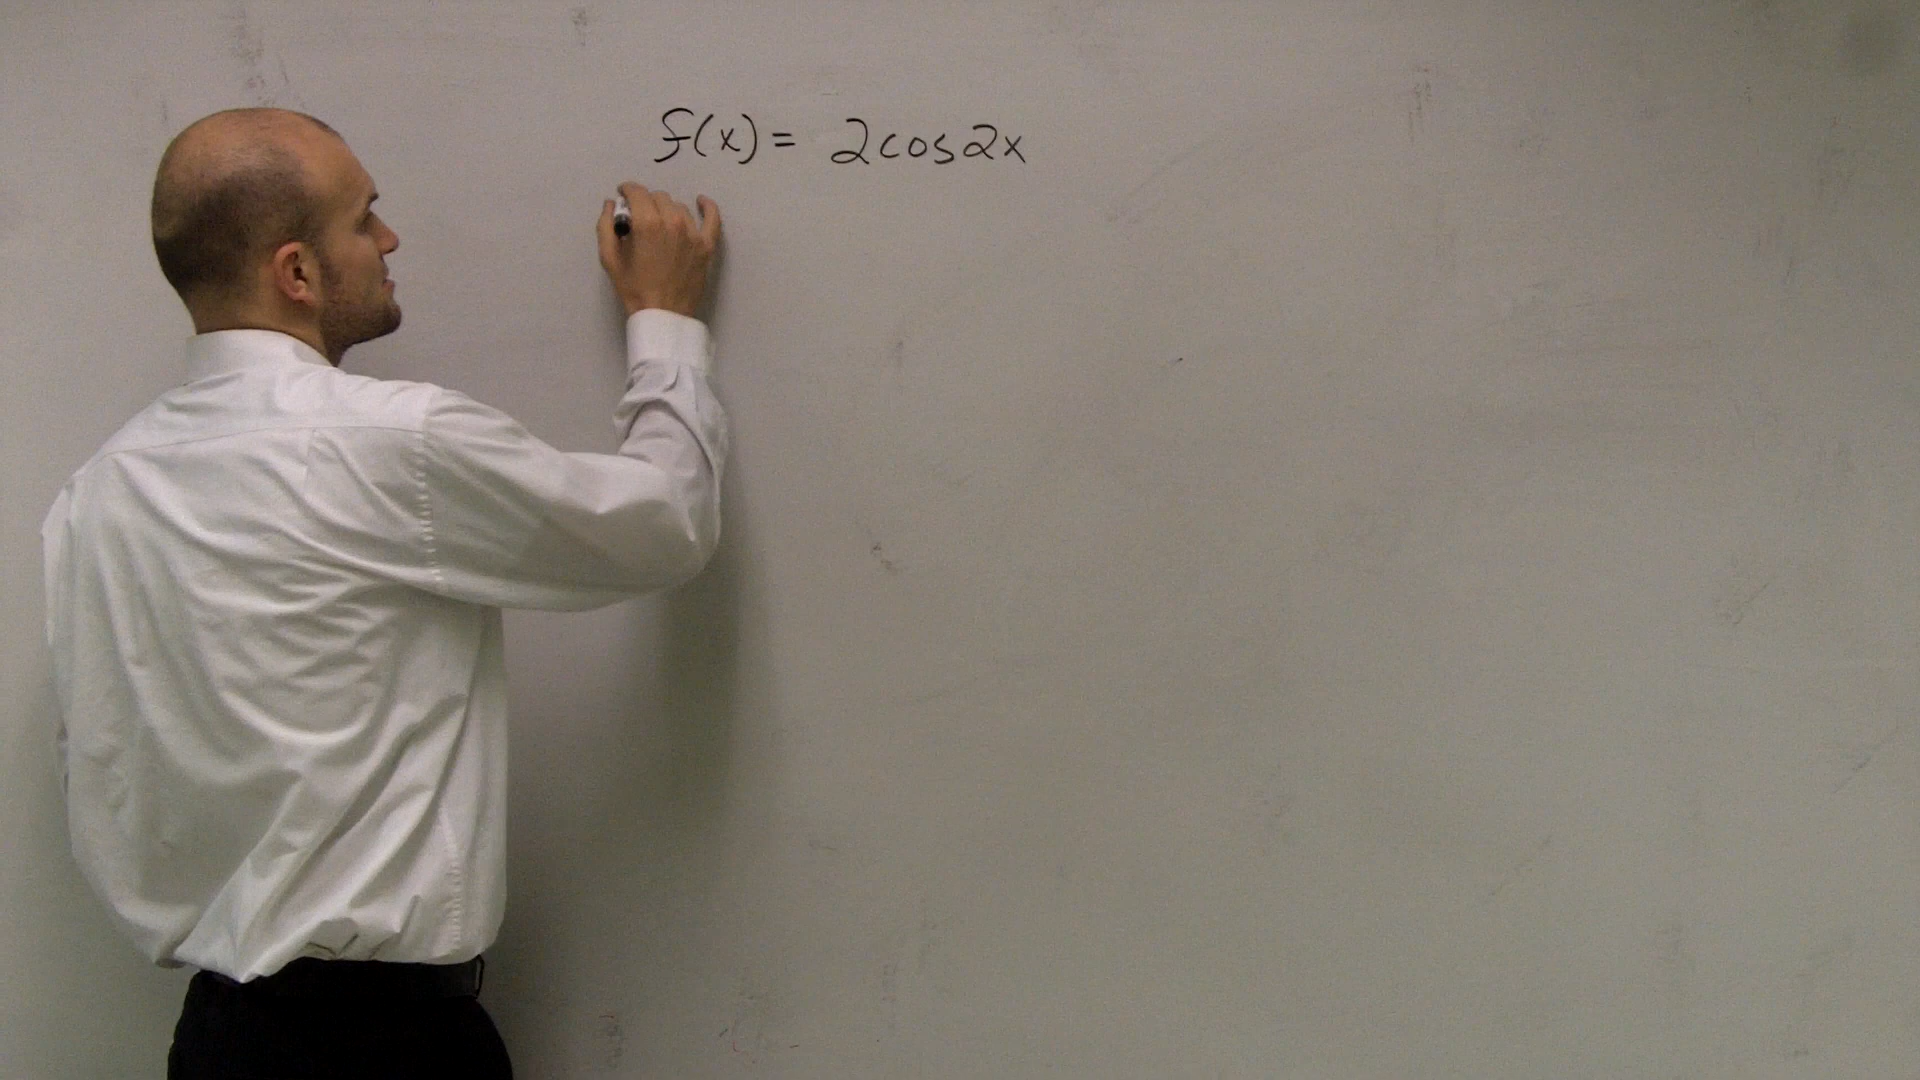 f(x) = 2cos2x